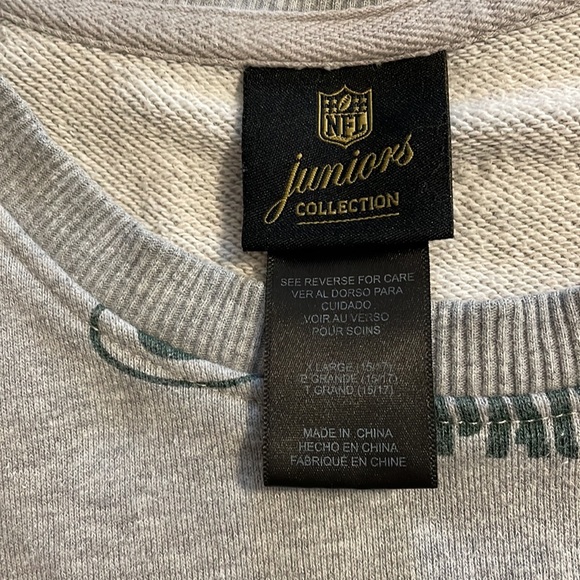 NFL
juniors
COLLECTION
SEE REVERSE FOR CARE
VER AL DORSO PARA
CUIDADO
VOIR AU VERSO
POUR SOINS
X LARGE (15/17)
E GRANDE (15/17)
T GRAND (15/17)
MADE IN CHINA
HECHO EN CHINA
FABRIQUÉ EN CHINE